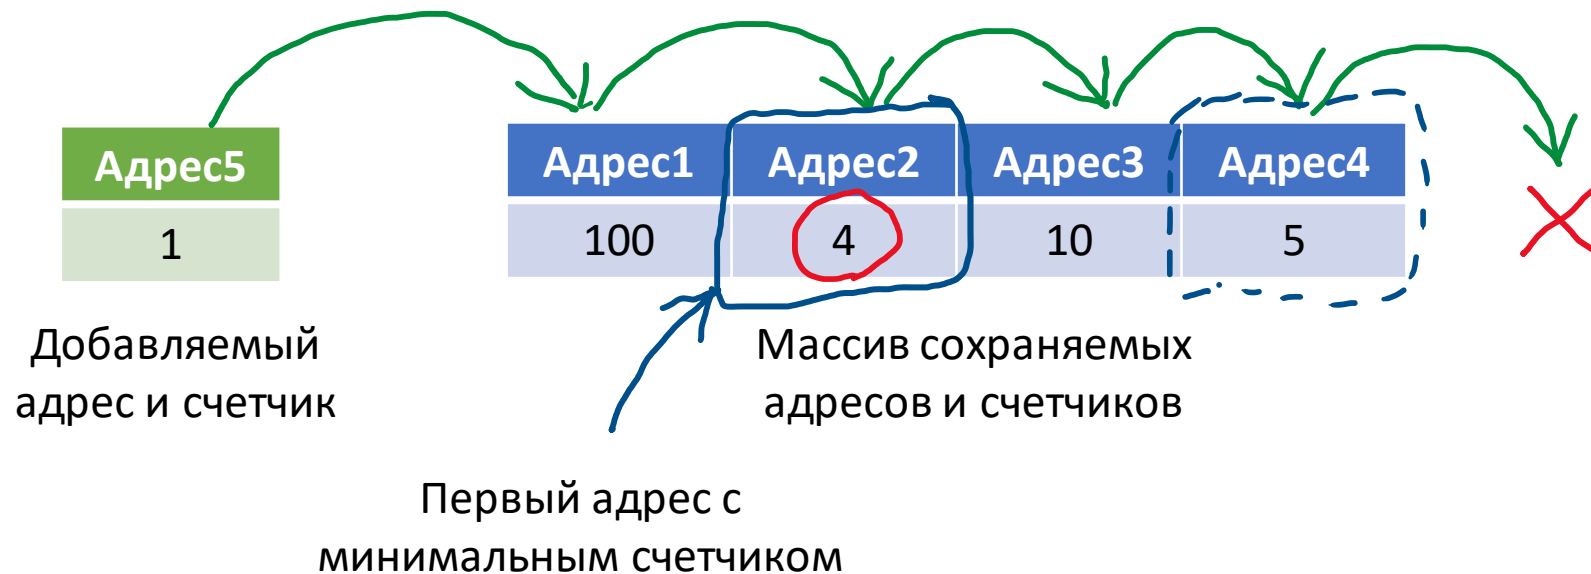 Адрес5
1
Адрес1 Адрес2 Адрес3 Адрес4
100 4 10 5
Добавляемый
адрес и счетчик
Массив сохраняемых
адресов и счетчиков
Первый адрес с
минимальным счетчиком